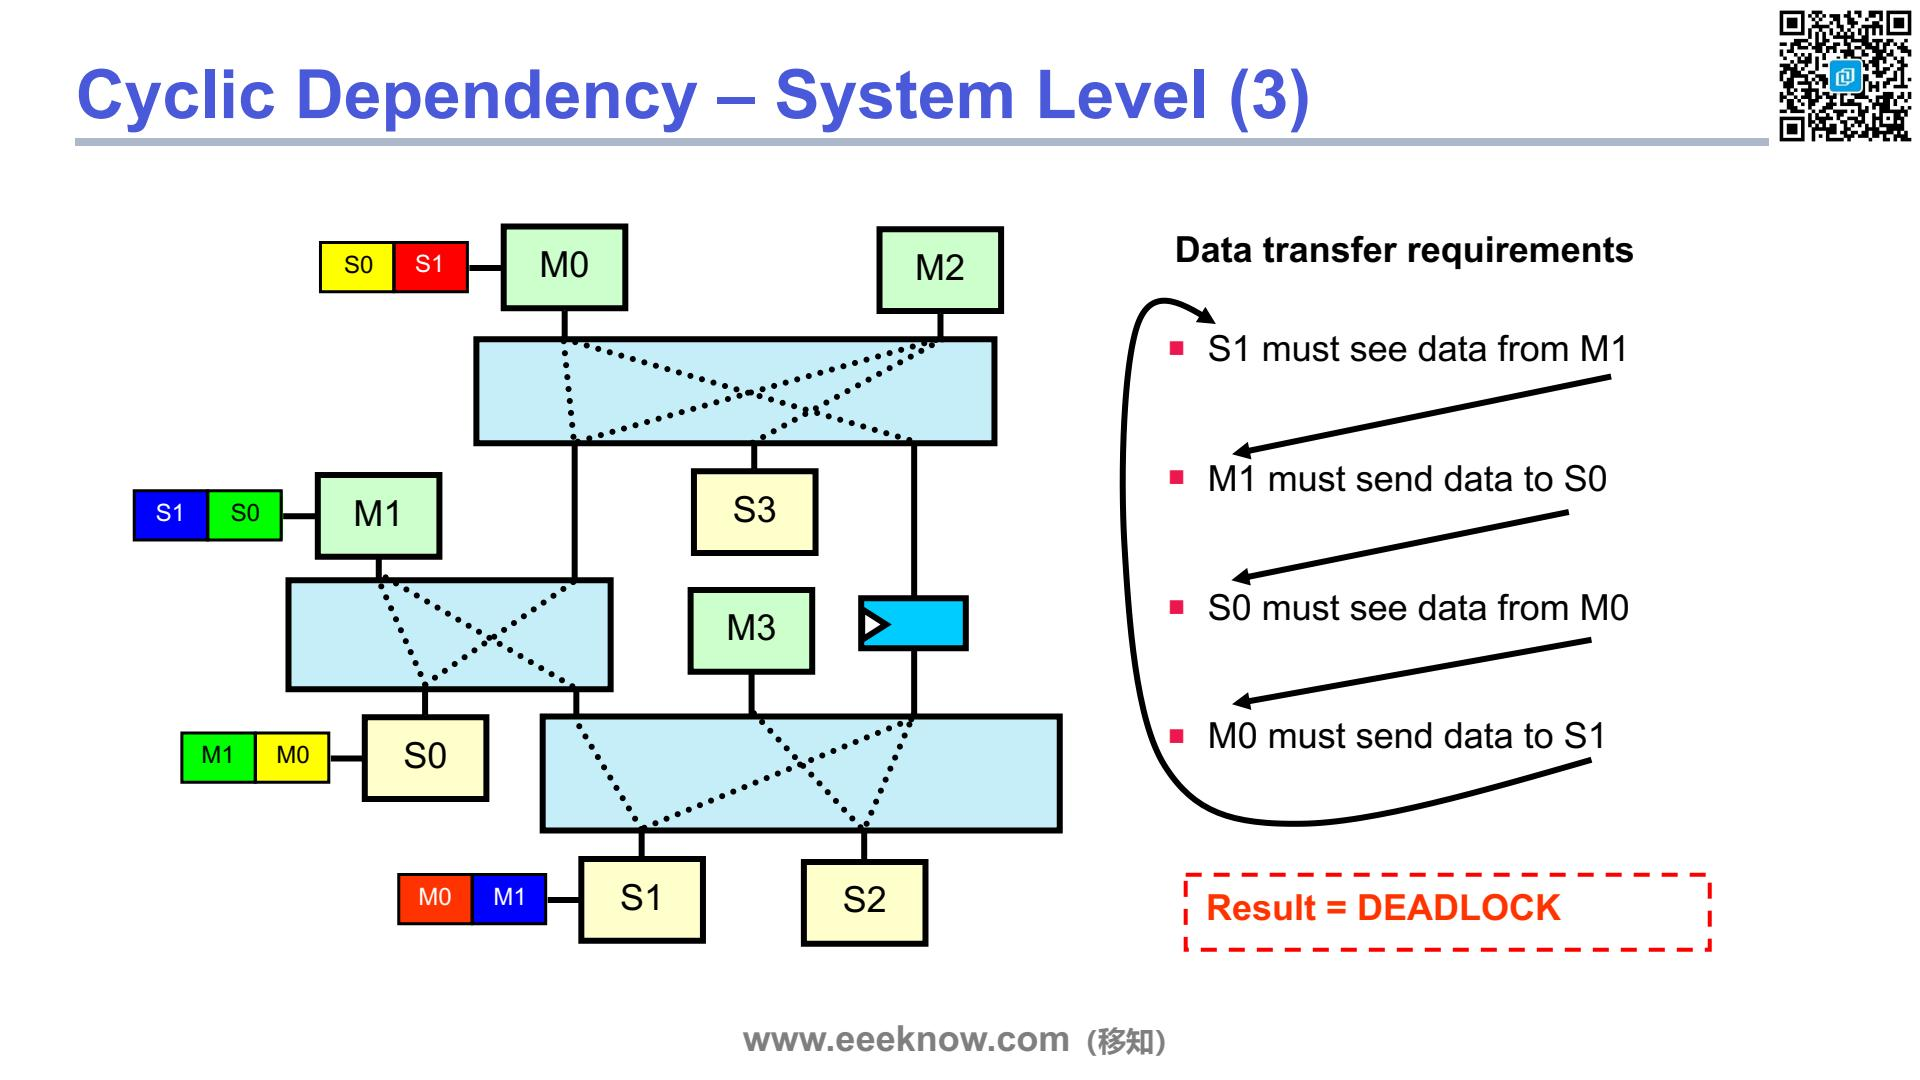 Cyclic Dependency – System Level (3)
S0 S1
M0
M2
Data transfer requirements
S1 must see data from M1
M1 must send data to S0
S0 must see data from M0
M0 must send data to S1
S1 S0
M1
S3
M3
M1 M0
S0
M0 M1
S1
S2
Result = DEADLOCK
www.eeeknow.com (移知)